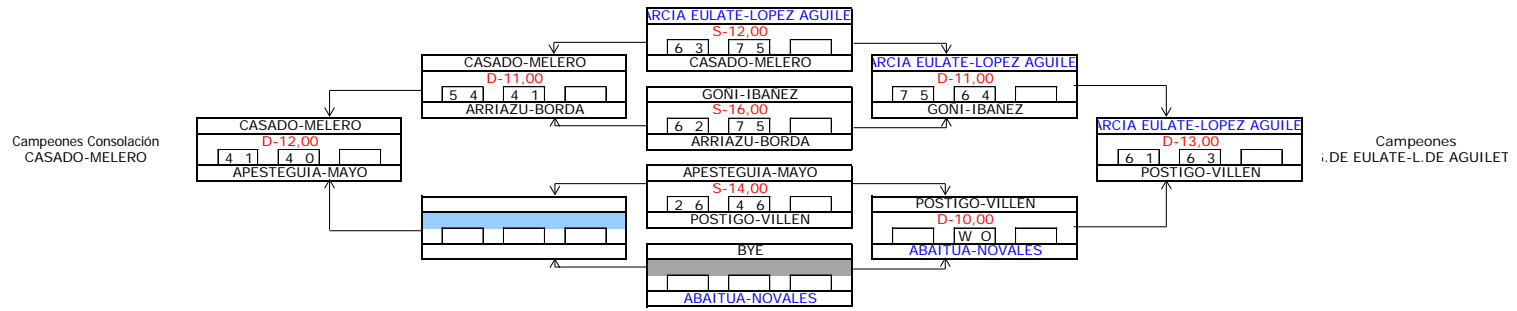 ARCIA EULATE-LOPEZ AGUILE
S-12,00
6 3 7 5
CASADO-MELERO
CASADO-MELERO
D-11,00
5 4 4 1
ARRIAZU-BORDA
ARCIA EULATE-LOPEZ AGUILE
D-11,00
7 5 6 4
GOÑI-IBAÑEZ
GOÑI-IBAÑEZ
S-16,00
6 2 7 5
ARRIAZU-BORDA
Campeones Consolación
CASADO-MELERO
CASADO-MELERO
D-12,00
4 1 4 0
APESTEGUIA-MAYO
ARCIA EULATE-LOPEZ AGUILE
D-13,00
6 1 6 3
POSTIGO-VILLEN
Campeones
.DE EULATE-L.DE AGUILET
APESTEGUIA-MAYO
S-14,00
2 6 4 6
POSTIGO-VILLEN
POSTIGO-VILLEN
D-10,00
W O
ABAITUA-NOVALES
BYE
ABAITUA-NOVALES